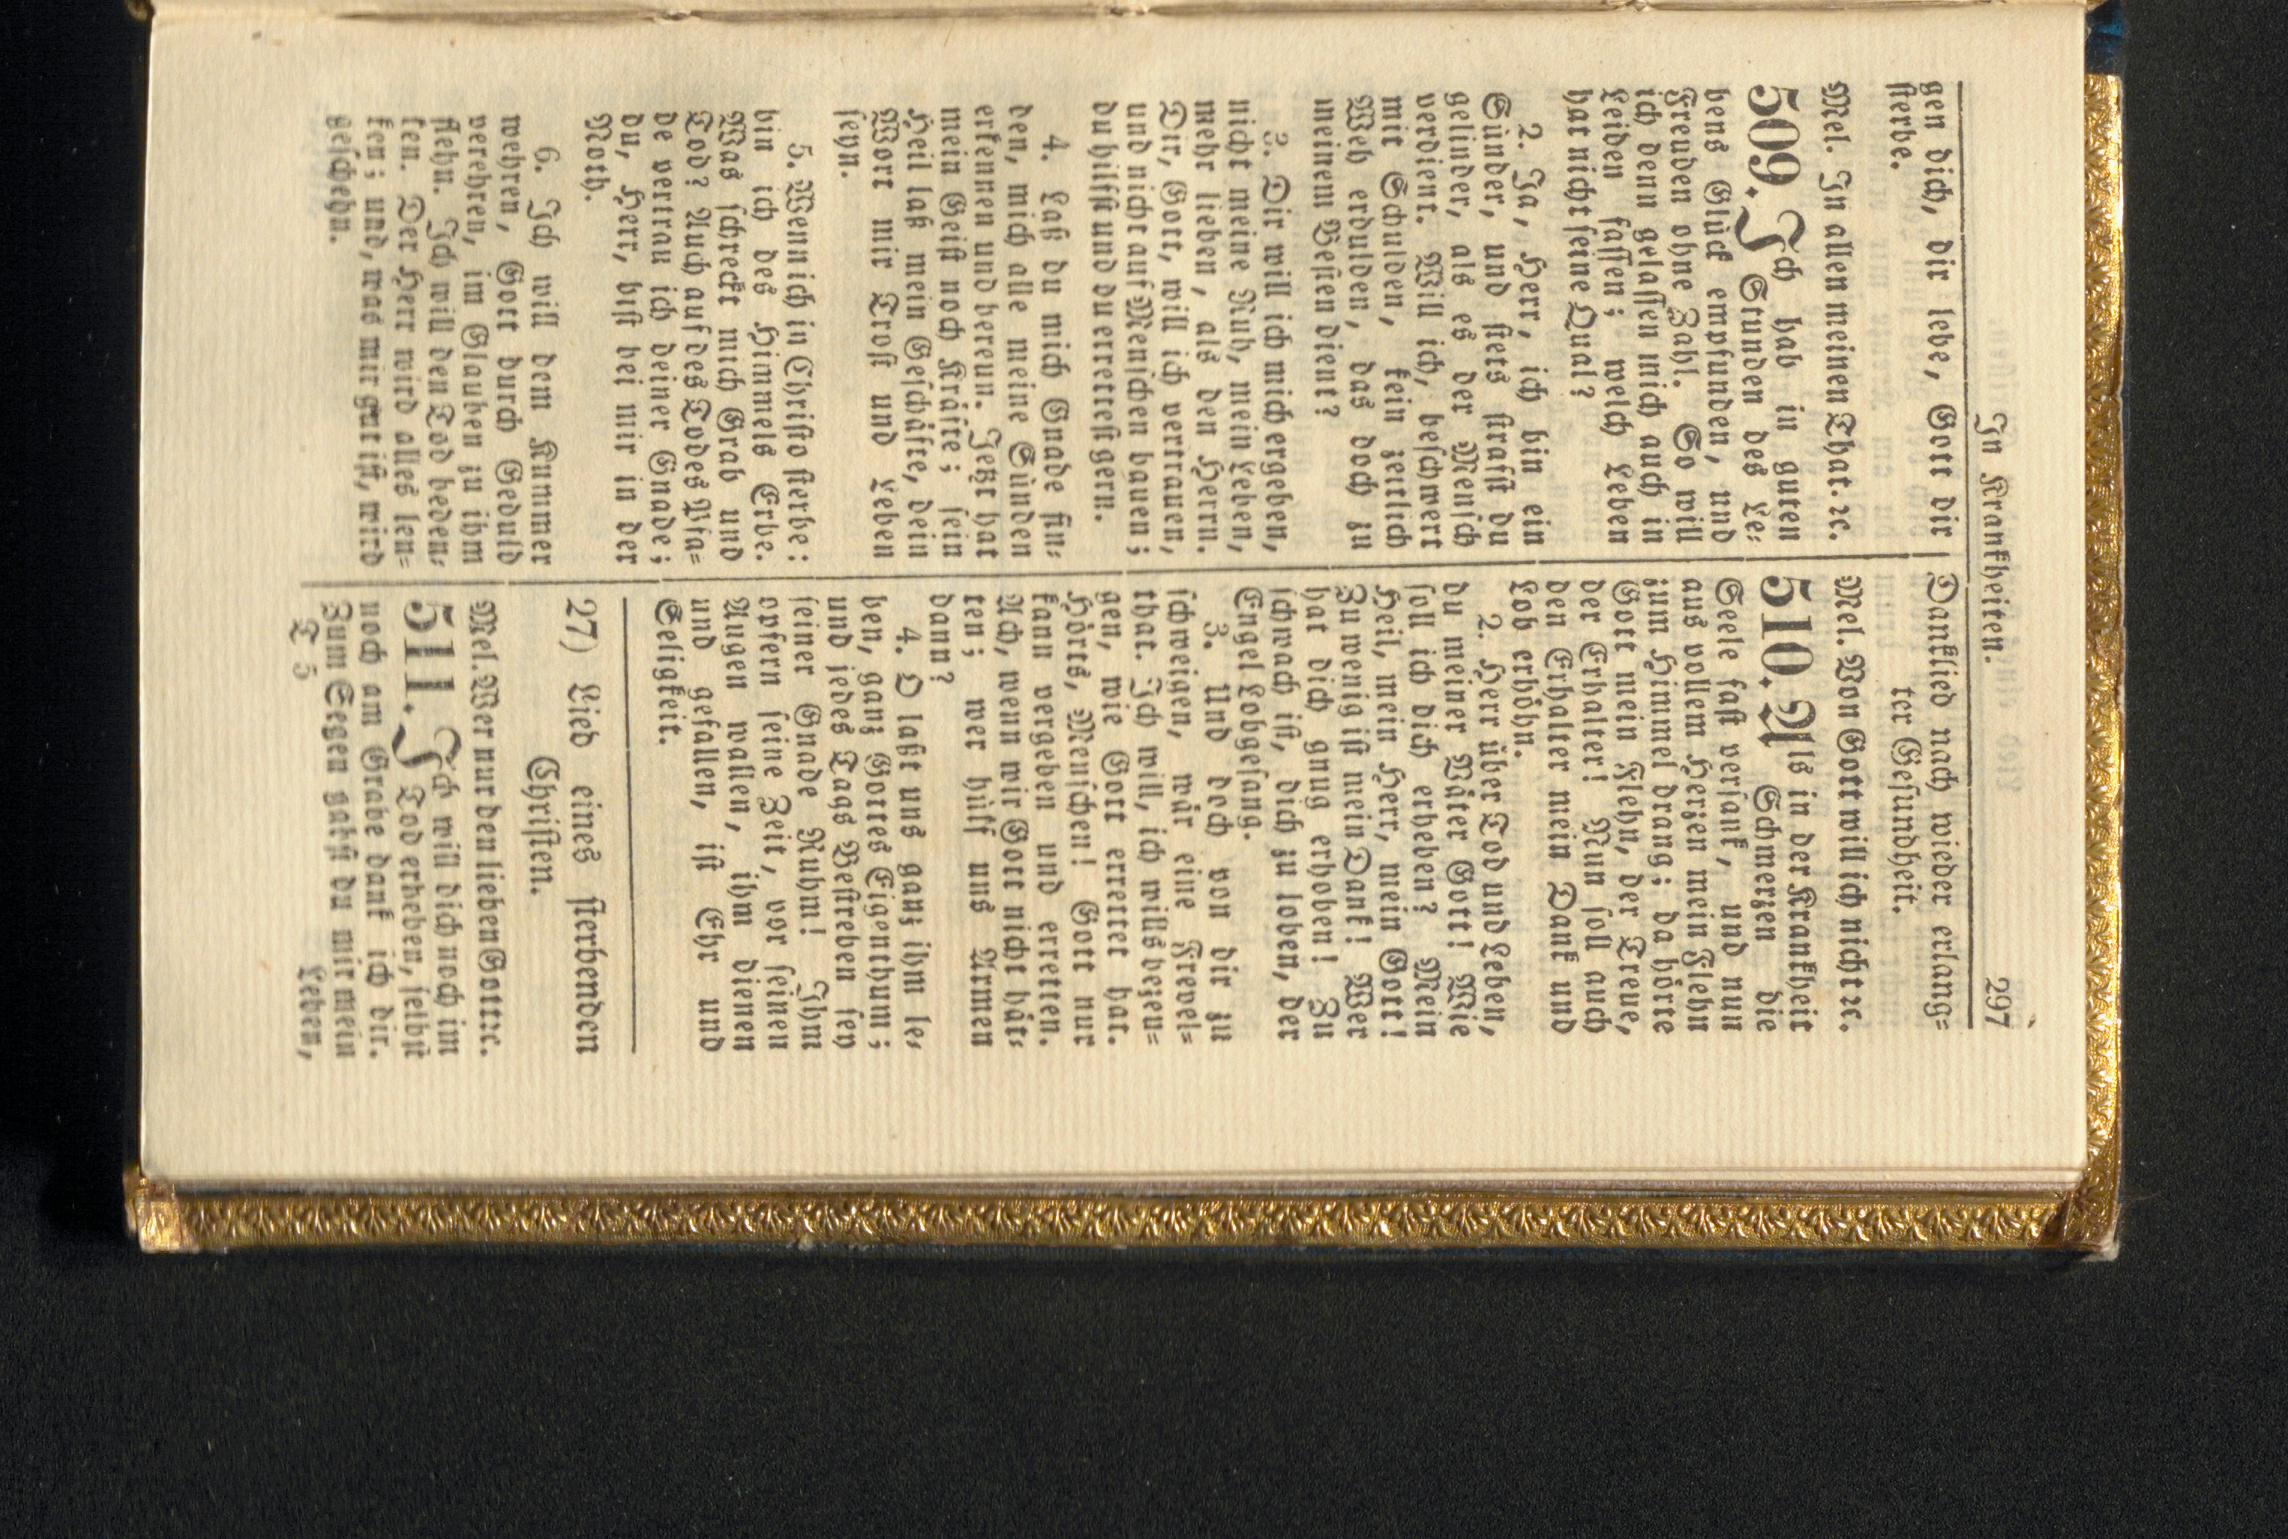 In Krankheiten. 297
gen dich, dir lebe, Gott dir
sterbe.
Mel. In allen meinen That. ꝛc.
509. Ich hab in guten
Stunden des Le-
bens Glück empfunden, und
Freuden ohne Zahl. So will
ich denn gelassen mich auch in
Leiden fassen; welch Leben
hat nicht seine Qual?
2. Ja, Herr, ich bin ein
Sünder, und stets strafst du
gelinder, als es der Mensch
verdient. Will ich, beschwert
mit Schulden, kein zeitlich
Weh erdulden, das doch zu
meinem Besten dient?
3. Dir will ich mich ergeben,
nicht meine Ruh, mein Leben,
mehr lieben, als den Herrn.
Dir, Gott, will ich vertrauen,
und nicht auf Menschen bauen;
du hilfst und du errettest gern.
4. Laß du mich Gnade fin-
den, mich alle meine Sünden
erkennen und bereun. Jetzt hat
mein Geist noch Kräfte; sein
Heil laß mein Geschäfte, dein
Wort mir Trost und Leben
seyn.
5. Wenn ich in Christo sterbe:
bin ich des Himmels Erbe.
Was schreckt mich Grab und
Tod? Auch auf des Todes Pfa-
de vertrau ich deiner Gnade;
du, Herr, bist bei mir in der
Noth.
6. Ich will dem Kummer
wehren, Gott durch Geduld
verehren, im Glauben zu ihm
flehn. Ich will den Tod beden-
ken. Der Herr wird alles len-
ken; und, was mir gut ist, wird
geschehn.
Danklied nach wieder erlang-
ter Gesundheit.
Mel. Von Gott will ich nicht ꝛc.
510. Als in der Krankheit
Schmerzen die
Seele fast versank, und nun
aus vollem Herzen mein Flehn
zum Himmel drang; da hörte
Gott mein Flehn, der Treue,
der Erhalter! Nun soll auch
den Erhalter mein Dank und
Lob erhöhn.
2. Herr über Tod und Leben,
du meiner Väter Gott! Wie
soll ich dich erheben? Mein
Heil, mein Herr, mein Gott!
Zu wenig ist mein Dank! Wer
hat dich gnug erhoben! Zu
schwach ist, dich zu loben, der
Engel Lobgesang.
3. Und doch von dir zu
schweigen, wär eine Frevel-
that. Ich will, ich wills bezeu-
gen, wie Gott errettet hat.
Hörts, Menschen! Gott nur
kann vergeben und erretten.
Ach, wenn wir Gott nicht hät-
ten; wer hülf uns Armen
dann?
4. O laßt uns ganz ihm le-
ben, ganz Gottes Eigenthum;
und jedes Tags Bestreben sey
seiner Gnade Ruhm! Ihm
opfern seine Zeit, vor seinen
Augen wallen, ihm dienen
und gefallen, ist Ehr und
Seligkeit.
27) Lied eines sterbenden
Christen.
Mel. Wer nur den lieben Gott ꝛc.
511. Ich will dich noch im
Tod erheben, selbst
noch am Grabe dank ich dir.
Zum Segen gabst du mir mein
T 5 Leben,